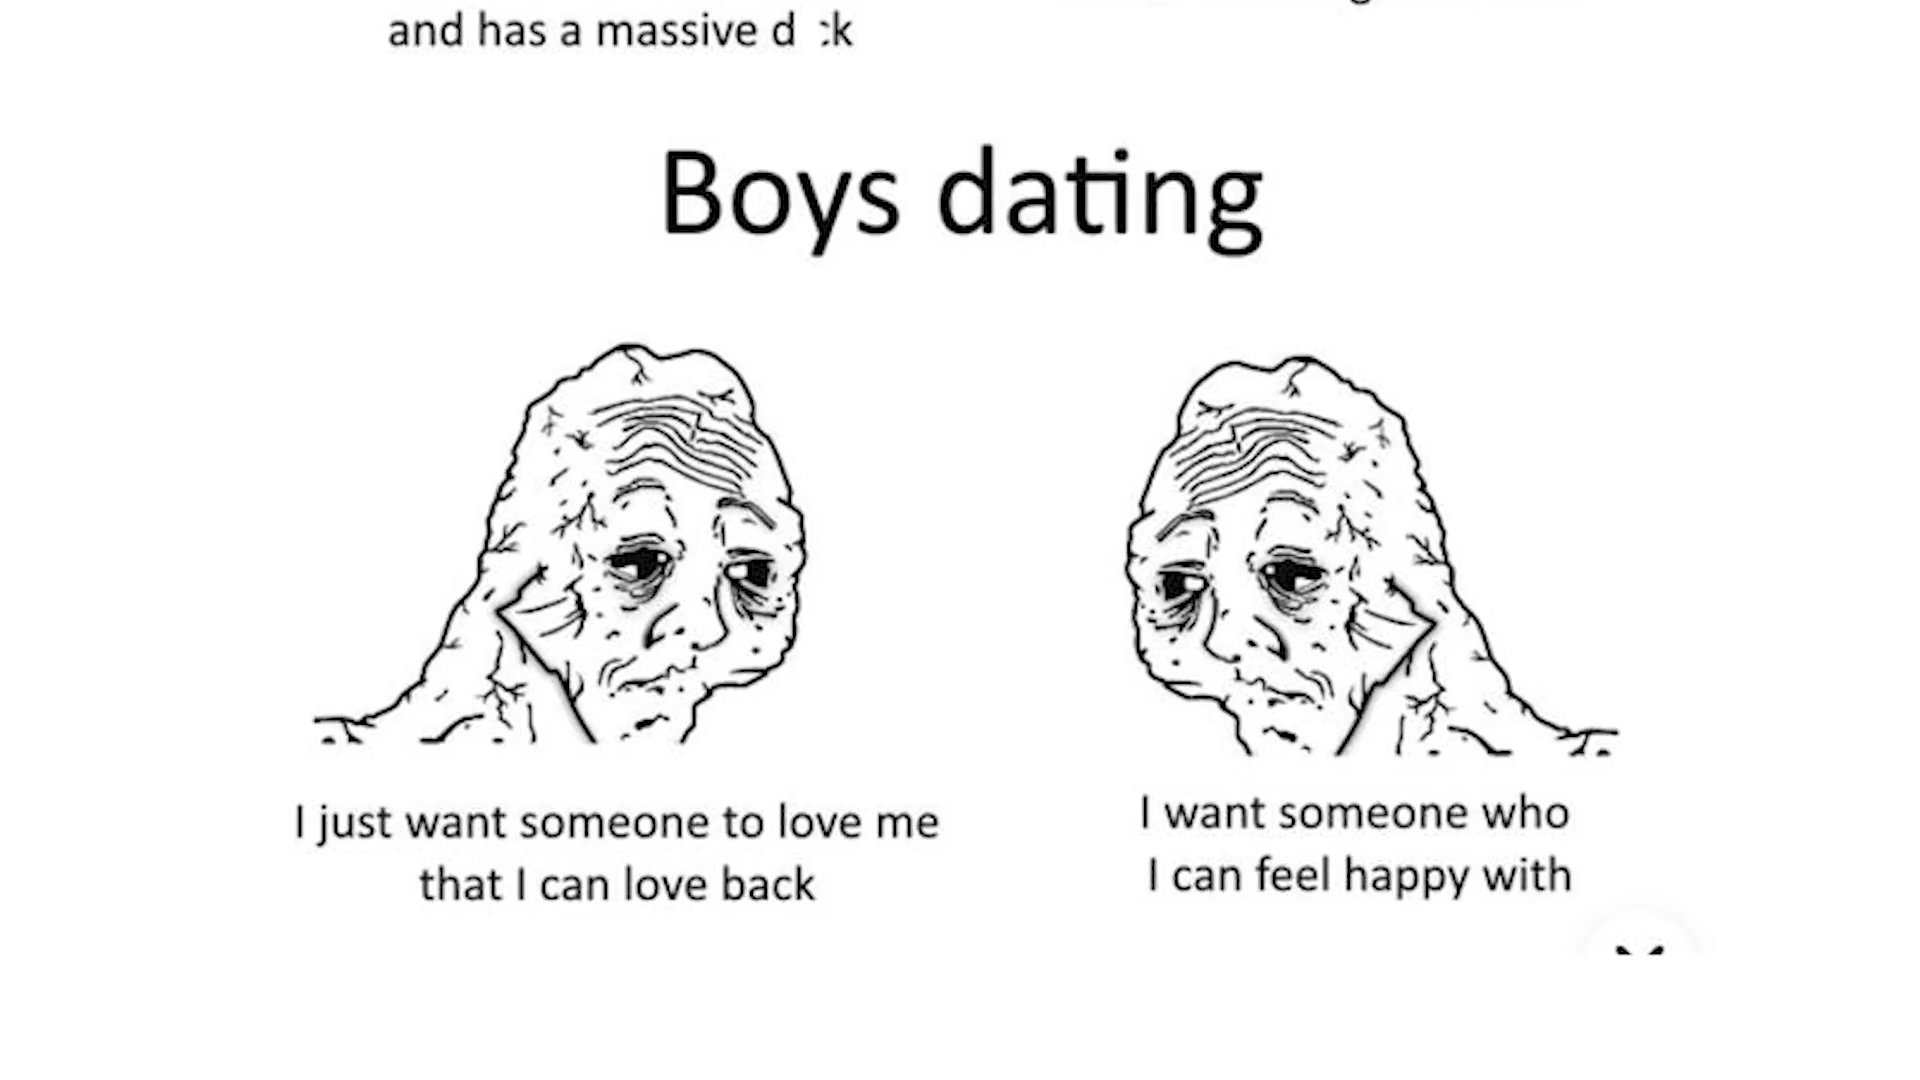 and has a massive d :k
Boys dating
I just want someone to love me
that I can love back
I want someone who
I can feel happy with